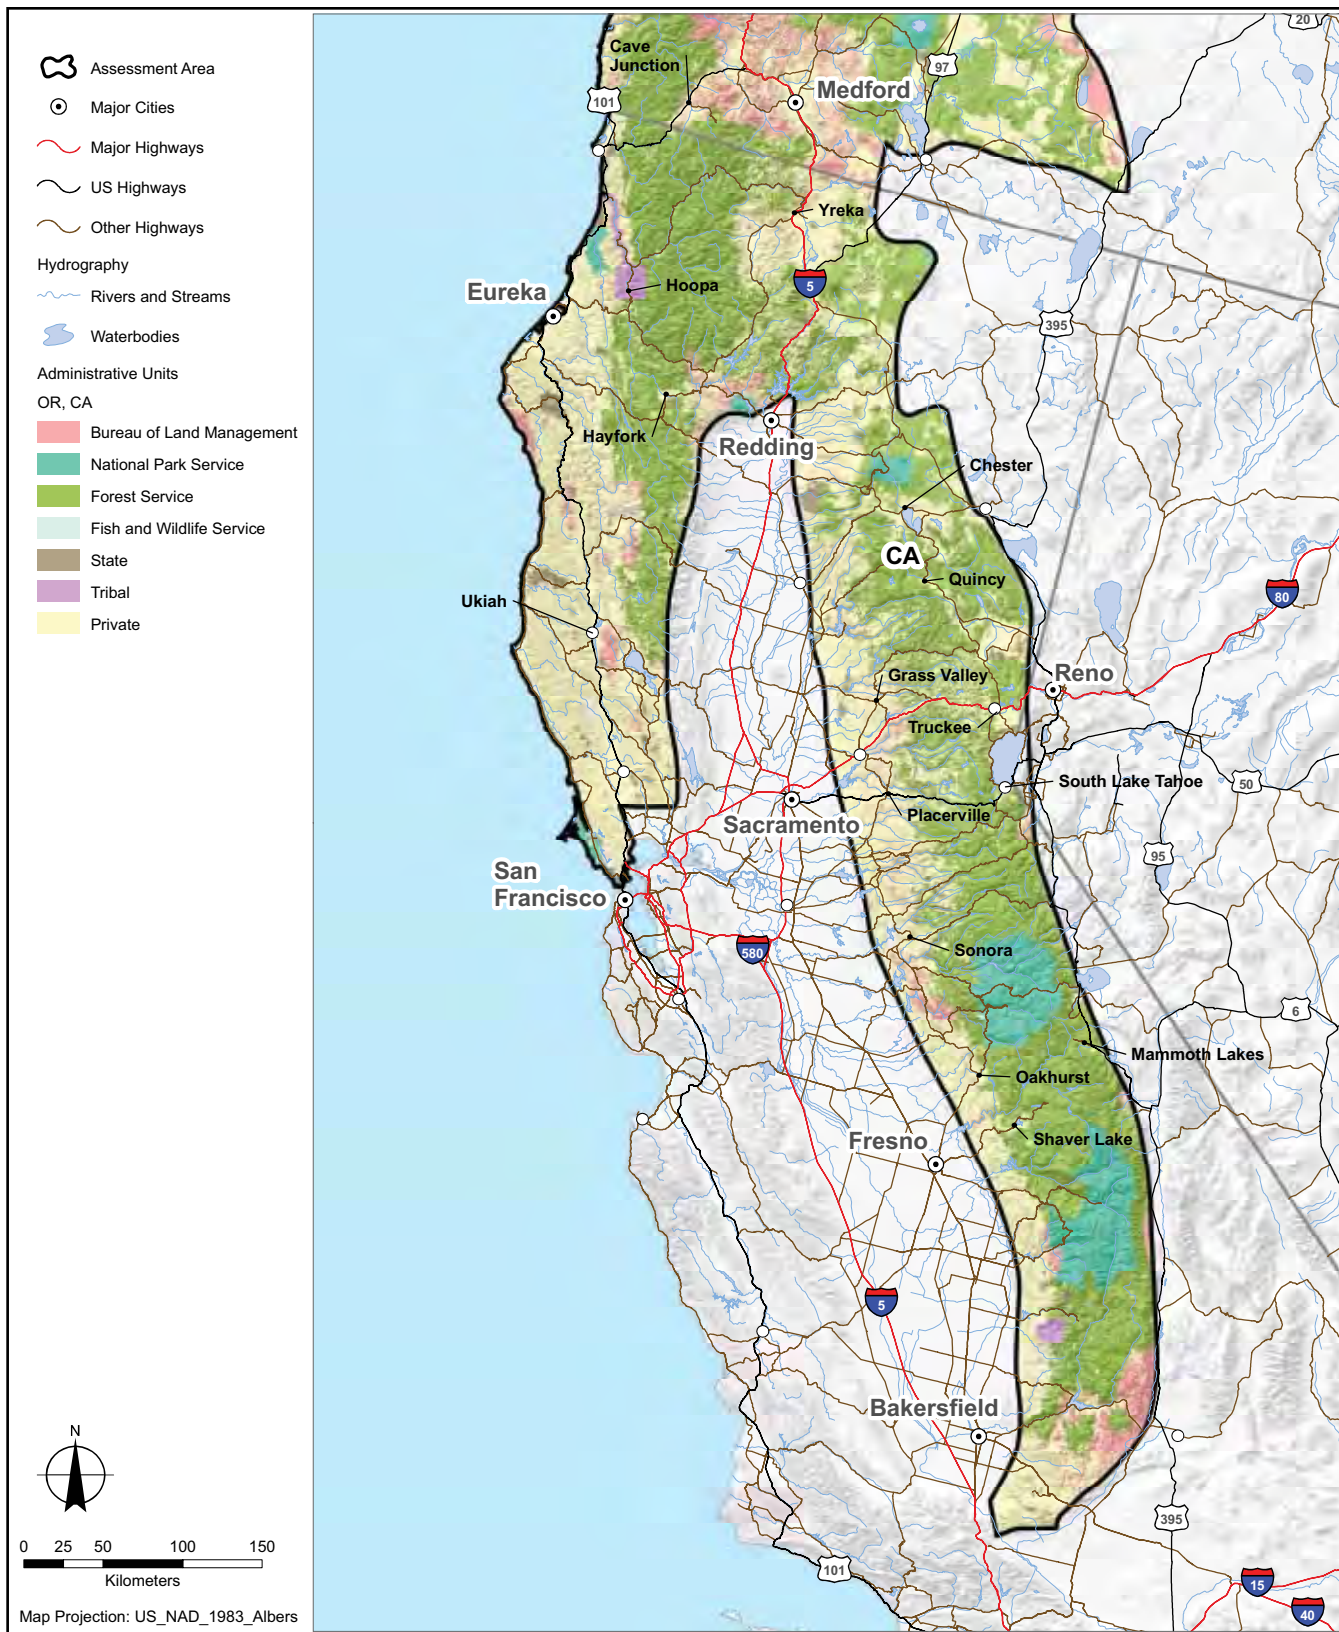 Assessment Area
Major Cities
Major Highways
US Highways
Other Highways
Hydrography
Rivers and Streams
Waterbodies
Administrative Units
OR, CA
Bureau of Land Management
National Park Service
Forest Service
Fish and Wildlife Service
State
Tribal
Private
N
0 25 50 100 150
Kilometers
Map Projection: US_NAD_1983_Albers
20
Cave
Junction
97
101
Medford
Yreka
5
Hoopa
Eureka
395
Hayfork
Redding
Chester
CA
Quincy
80
Ukiah
Grass Valley
Reno
Truckee
South Lake Tahoe
50
Placerville
Sacramento
95
San
Francisco
580
Sonora
6
Mammoth Lakes
Oakhurst
Shaver Lake
Fresno
5
Bakersfield
395
101
15
40